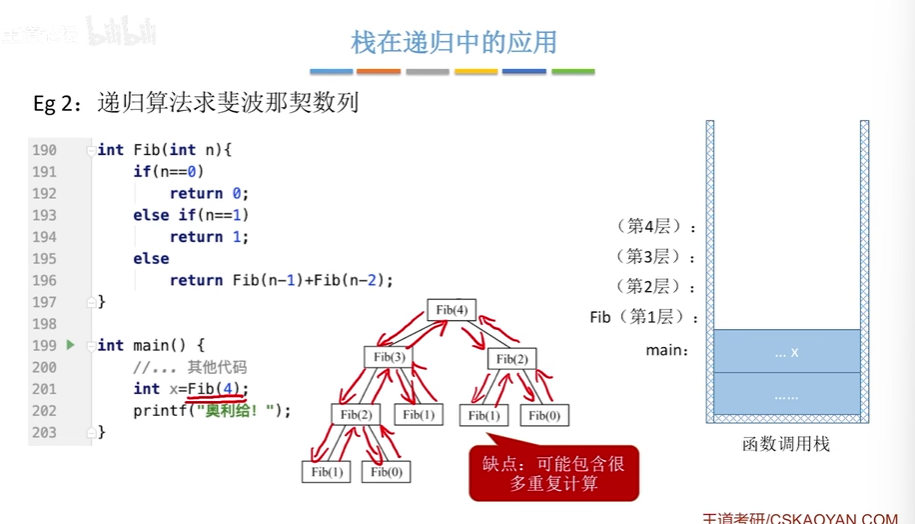 bilibili
栈在递归中的应用
Eg 2：递归算法求斐波那契数列
190 int Fib(int n){
191 if(n==0)
192 return 0;
193 else if(n==1)
194 return 1;
195 else
196 return Fib(n-1)+Fib(n-2);
197 }
198
199 int main() {
200 //... 其他代码
201 int x=Fib(4);
202 printf("奥利给！");
203 }
Fib(4)
Fib(3) Fib(2)
Fib(2) Fib(1) Fib(1) Fib(0)
Fib(1) Fib(0)
缺点：可能包含很
多重复计算
（第4层）：
（第3层）：
（第2层）：
Fib（第1层）：
main： ... x
......
函数调用栈
王道考研/CSKAOYAN.COM